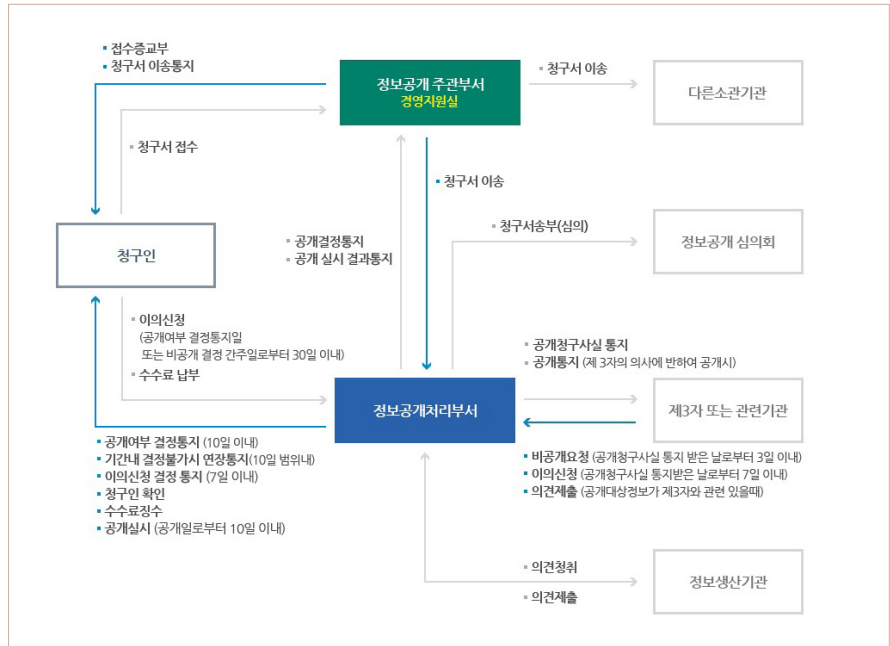 ▪ 접수증교부
▪ 청구서 이송통지
정보공개 주관부서
경영지원실
▪ 청구서 이송
다른소관기관
▪ 청구서 접수
▪ 청구서 이송
▪ 청구서송부(심의)
정보공개 심의회
청구인
▪ 공개결정통지
▪ 공개 실시 결과통지
▪ 이의신청
(공개여부 결정통지일
또는 비공개 결정 간주일로부터 30일 이내)
▪ 수수료 납부
▪ 공개청구사실 통지
▪ 공개통지 (제 3자의 의사에 반하여 공개시)
정보공개처리부서
제3자 또는 관련기관
▪ 공개여부 결정통지 (10일 이내)
▪ 기간내 결정불가시 연장통지(10일 범위내)
▪ 이의신청 결정 통지 (7일 이내)
▪ 청구인 확인
▪ 수수료징수
▪ 공개실시 (공개일로부터 10일 이내)
▪ 비공개요청 (공개청구사실 통지 받은 날로부터 3일 이내)
▪ 이의신청 (공개청구사실 통지받은 날로부터 7일 이내)
▪ 의견제출 (공개대상정보가 제3자와 관련 있을때)
▪ 의견청취
▪ 의견제출
정보생산기관